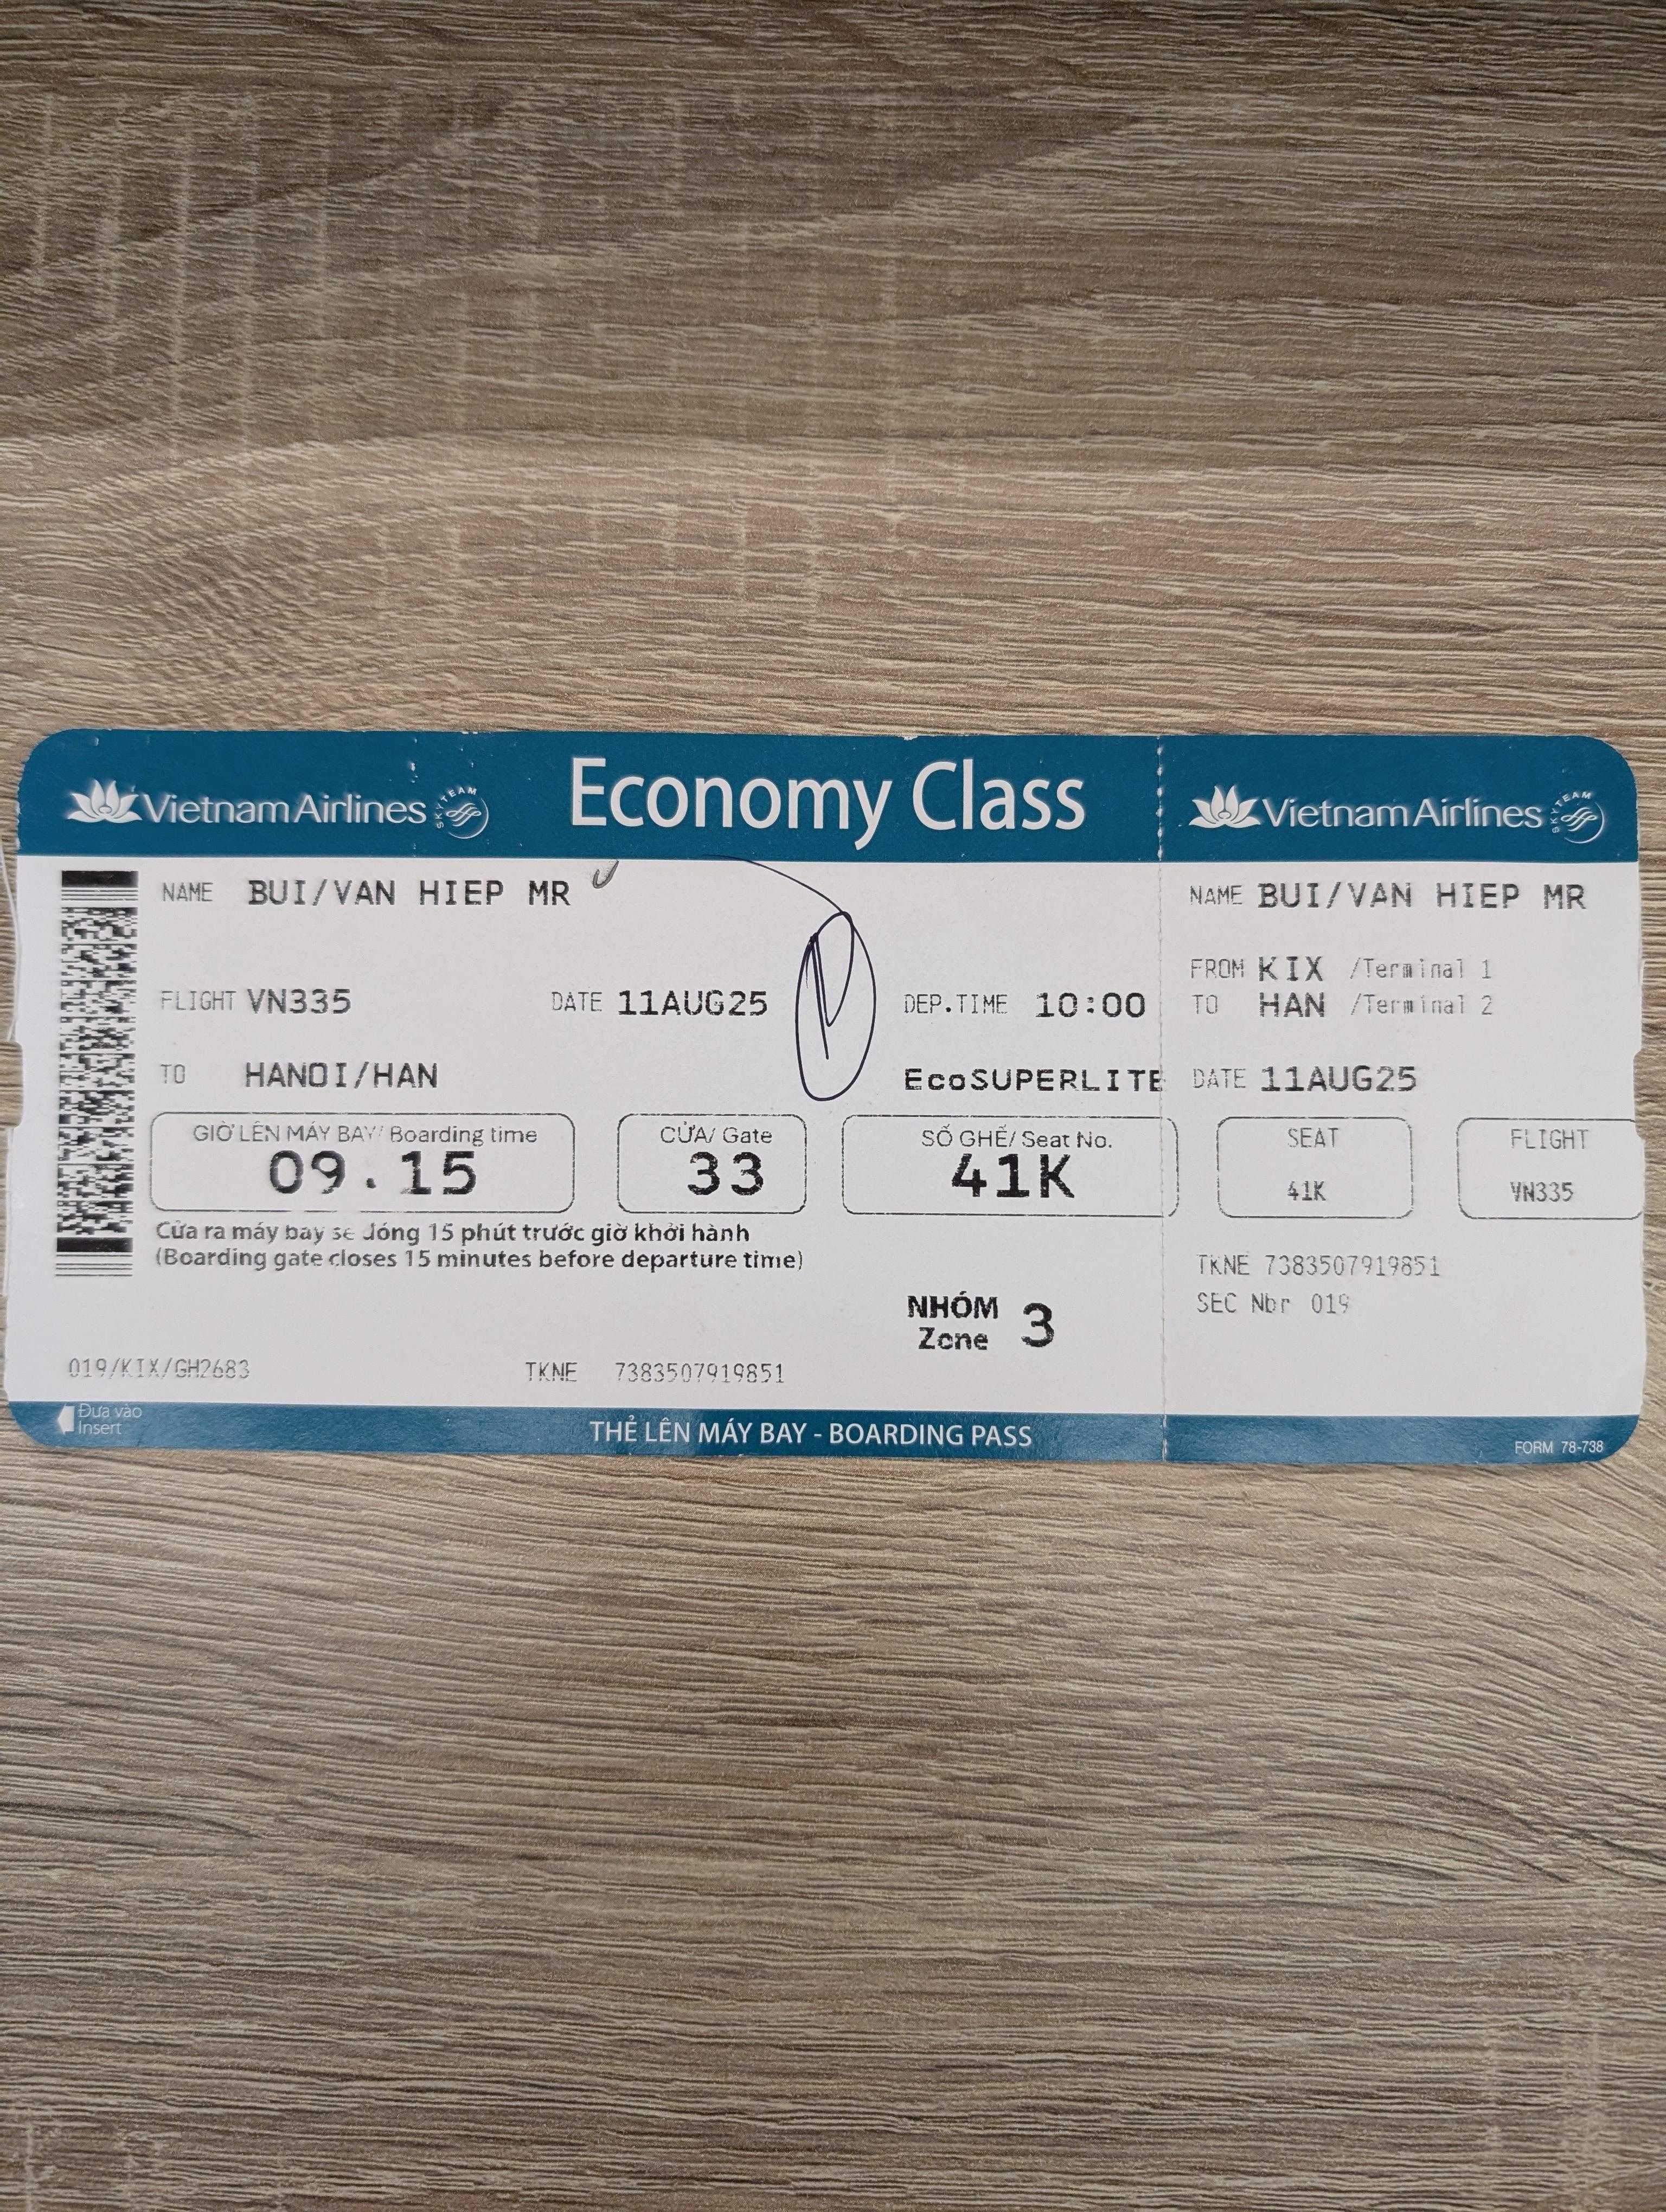 Vietnam Airlines SKYTEAM Economy Class
NAME BUI/VAN HIEP MR
FLIGHT VN335 DATE 11AUG25 DEP.TIME 10:00
TO HANOI/HAN EcoSUPERLITE
GIỜ LÊN MÁY BAY/ Boarding time CỬA/ Gate SỐ GHẾ/ Seat No.
09.15 33 41K
Cửa ra máy bay sẽ đóng 15 phút trước giờ khởi hành
(Boarding gate closes 15 minutes before departure time)
NHÓM
Zone 3
019/KIX/GH2683 TKNE 7383507919851
Đưa vào
Insert
THẺ LÊN MÁY BAY - BOARDING PASS
Vietnam Airlines SKYTEAM
NAME BUI/VAN HIEP MR
FROM KIX /Terminal 1
TO HAN /Terminal 2
DATE 11AUG25
SEAT FLIGHT
41K VN335
TKNE 7383507919851
SEC Nbr 019
FORM 78-738